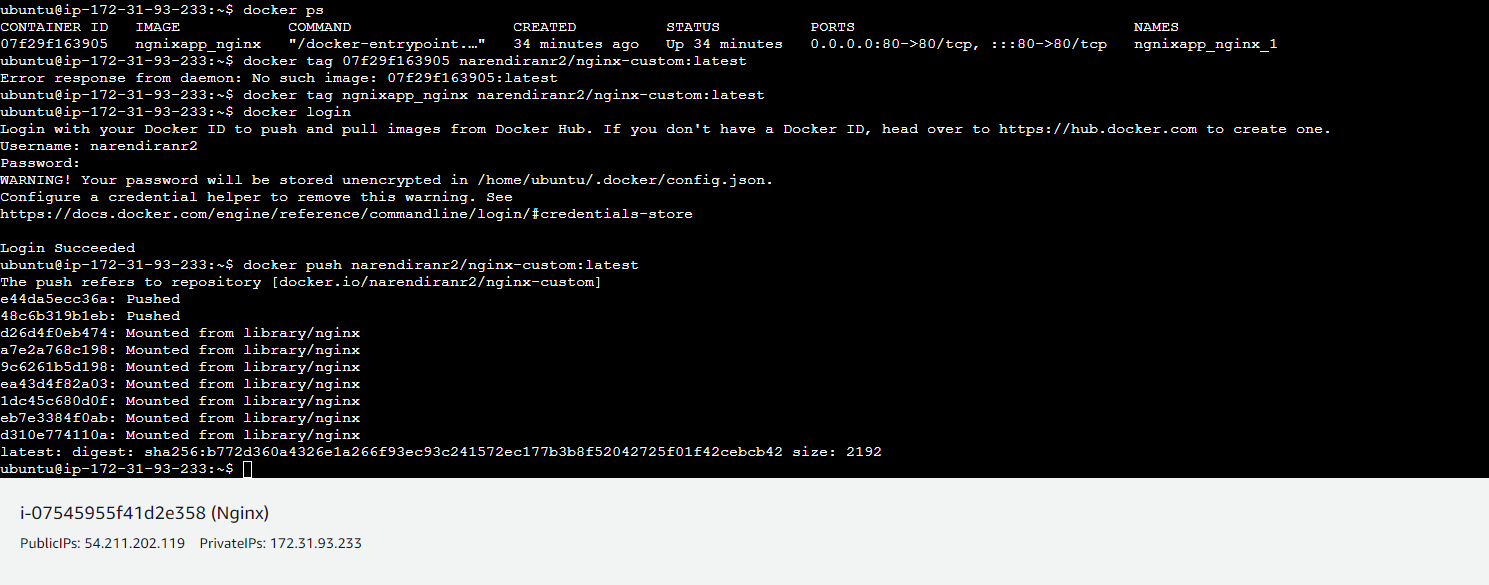 ubuntu@ip-172-31-93-233:~$ docker ps
CONTAINER ID   IMAGE             COMMAND                  CREATED          STATUS          PORTS                               NAMES
07f29f163905   ngnixapp_nginx   "/docker-entrypoint.…"   34 minutes ago   Up 34 minutes   0.0.0.0:80->80/tcp, :::80->80/tcp   ngnixapp_nginx_1
ubuntu@ip-172-31-93-233:~$ docker tag 07f29f163905 narendiranr2/nginx-custom:latest
Error response from daemon: No such image: 07f29f163905:latest
ubuntu@ip-172-31-93-233:~$ docker tag ngnixapp_nginx narendiranr2/nginx-custom:latest
ubuntu@ip-172-31-93-233:~$ docker login
Login with your Docker ID to push and pull images from Docker Hub. If you don't have a Docker ID, head over to https://hub.docker.com to create one.
Username: narendiranr2
Password:
WARNING! Your password will be stored unencrypted in /home/ubuntu/.docker/config.json.
Configure a credential helper to remove this warning. See
https://docs.docker.com/engine/reference/commandline/login/#credentials-store
Login Succeeded
ubuntu@ip-172-31-93-233:~$ docker push narendiranr2/nginx-custom:latest
The push refers to repository [docker.io/narendiranr2/nginx-custom]
e44da5ecc36a: Pushed
48c6b319b1eb: Pushed
d26d4f0eb474: Mounted from library/nginx
a7e2a768c198: Mounted from library/nginx
9c6261b5d198: Mounted from library/nginx
ea43d4f82a03: Mounted from library/nginx
1dc45c680d0f: Mounted from library/nginx
eb7e3384f0ab: Mounted from library/nginx
d310e774110a: Mounted from library/nginx
latest: digest: sha256:b772d360a4326e1a266f93ec93c241572ec177b3b8f52042725f01f42cebcb42 size: 2192
ubuntu@ip-172-31-93-233:~$
i-07545955f41d2e358 (Nginx)
PublicIPs: 54.211.202.119   PrivateIPs: 172.31.93.233